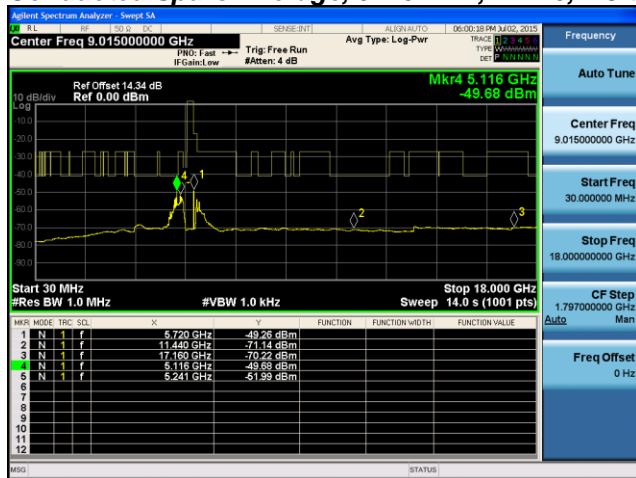 Agilent Spectrum Analyzer - Swept SA
RL RF 50 Ω DC SENSE:INT ALIGNAUTO 06:00:18 PM Jul 02, 2015
Center Freq 9.015000000 GHz
PNO: Fast
IFGain:Low
Trig: Free Run
#Atten: 4 dB
Avg Type: Log-Pwr
TRACE 1 2 3 4 5 6
TYPE
DET P N N N N N
Ref Offset 14.34 dB
Ref 0.00 dBm
10 dB/div
Log
Mkr4 5.116 GHz
-49.68 dBm
-10.0
-20.0
-30.0
-40.0
-50.0
-60.0
-70.0
-80.0
-90.0
4
1
2
3
Start 30 MHz
Stop 18.000 GHz
#Res BW 1.0 MHz
#VBW 1.0 kHz
Sweep 14.0 s (1001 pts)
MKR MODE TRC SCL X Y FUNCTION FUNCTION WIDTH FUNCTION VALUE
1 N 1 f 5.720 GHz -49.26 dBm
2 N 1 f 11.440 GHz -71.14 dBm
3 N 1 f 17.160 GHz -70.22 dBm
4 N 1 f 5.116 GHz -49.68 dBm
5 N 1 f 5.241 GHz -51.99 dBm
6
7
8
9
10
11
12
MSG
STATUS
Frequency
Auto Tune
Center Freq
9.015000000 GHz
Start Freq
30.000000 MHz
Stop Freq
18.000000000 GHz
CF Step
1.797000000 GHz
Auto Man
Freq Offset
0 Hz